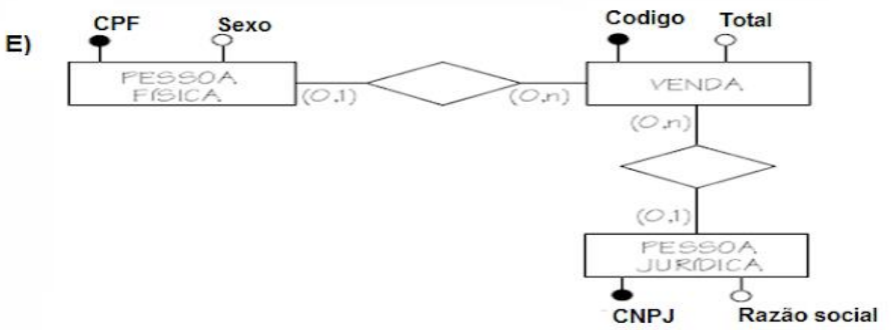 E)
CPF Sexo
PESSOA
FÍSICA
(0,1)
(0,n)
Codigo Total
VENDA
(0,n)
(0,1)
PESSOA
JURÍDICA
CNPJ Razão social